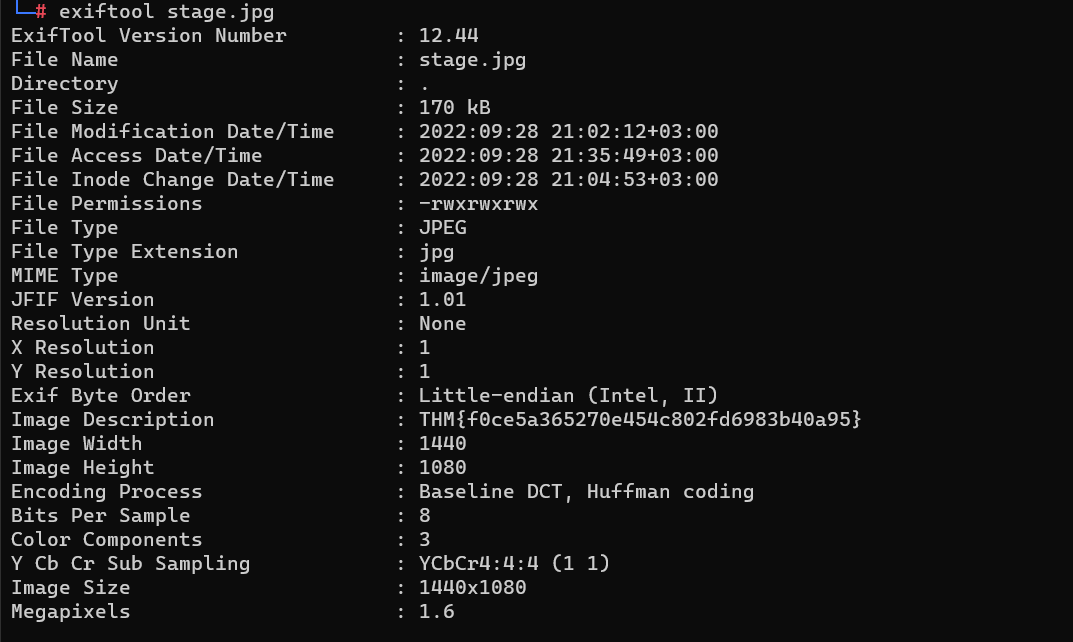 └─# exiftool stage.jpg
ExifTool Version Number         : 12.44
File Name                       : stage.jpg
Directory                       : .
File Size                       : 170 kB
File Modification Date/Time     : 2022:09:28 21:02:12+03:00
File Access Date/Time           : 2022:09:28 21:35:49+03:00
File Inode Change Date/Time     : 2022:09:28 21:04:53+03:00
File Permissions                : -rwxrwxrwx
File Type                       : JPEG
File Type Extension             : jpg
MIME Type                       : image/jpeg
JFIF Version                    : 1.01
Resolution Unit                 : None
X Resolution                    : 1
Y Resolution                    : 1
Exif Byte Order                 : Little-endian (Intel, II)
Image Description               : THM{f0ce5a365270e454c802fd6983b40a95}
Image Width                     : 1440
Image Height                    : 1080
Encoding Process                : Baseline DCT, Huffman coding
Bits Per Sample                 : 8
Color Components                : 3
Y Cb Cr Sub Sampling            : YCbCr4:4:4 (1 1)
Image Size                      : 1440x1080
Megapixels                      : 1.6